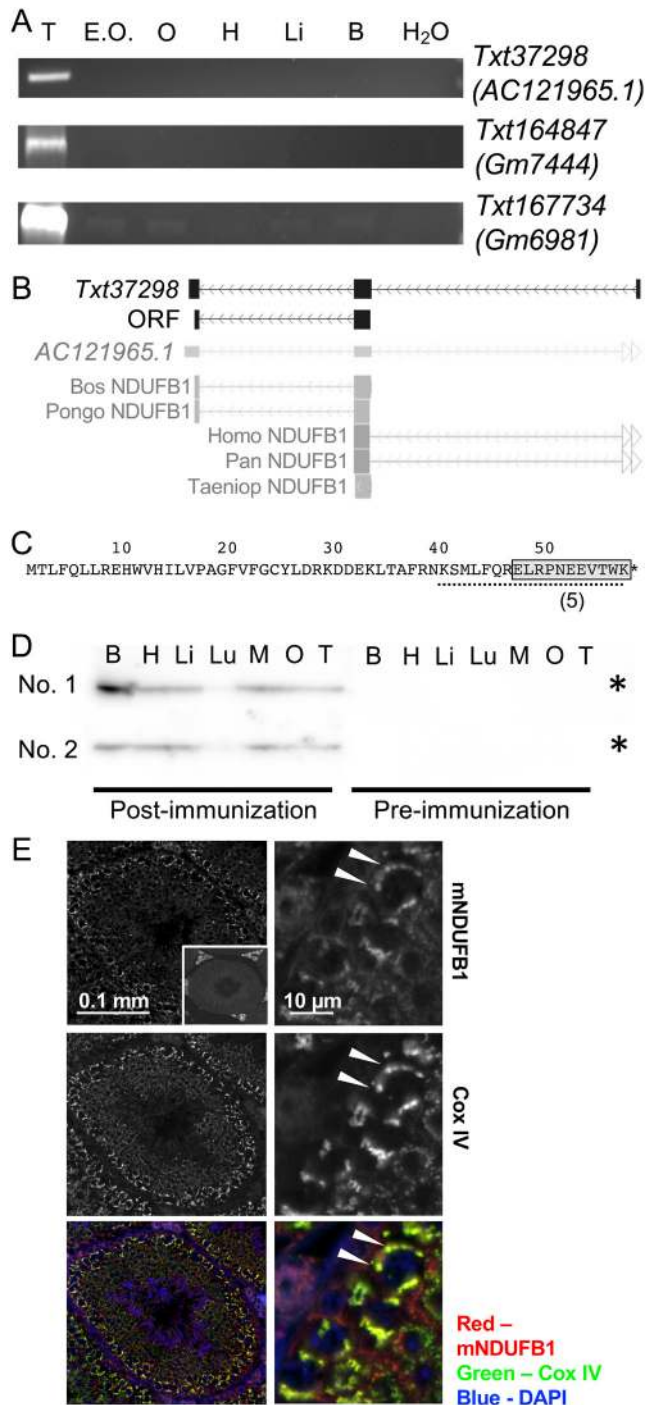 A
T E.O. O H Li B H₂O
Txt37298
(AC121965.1)
Txt164847
(Gm7444)
Txt167734
(Gm6981)
B
Txt37298
ORF
AC121965.1
Bos NDUFB1
Pongo NDUFB1
Homo NDUFB1
Pan NDUFB1
Taeniop NDUFB1
C
10 20 30 40 50
MTLFQLLREHWVHILVPAGFVFGCYLDRKDDEKLTAFRNKSMLFQRELRPNEEVTWK*
(5)
D
B H Li Lu M O T B H Li Lu M O T
No. 1 *
No. 2 *
Post-immunization Pre-immunization
E
mNDUFB1
0.1 mm 10 µm
Cox IV
Red –
mNDUFB1
Green – Cox IV
Blue - DAPI